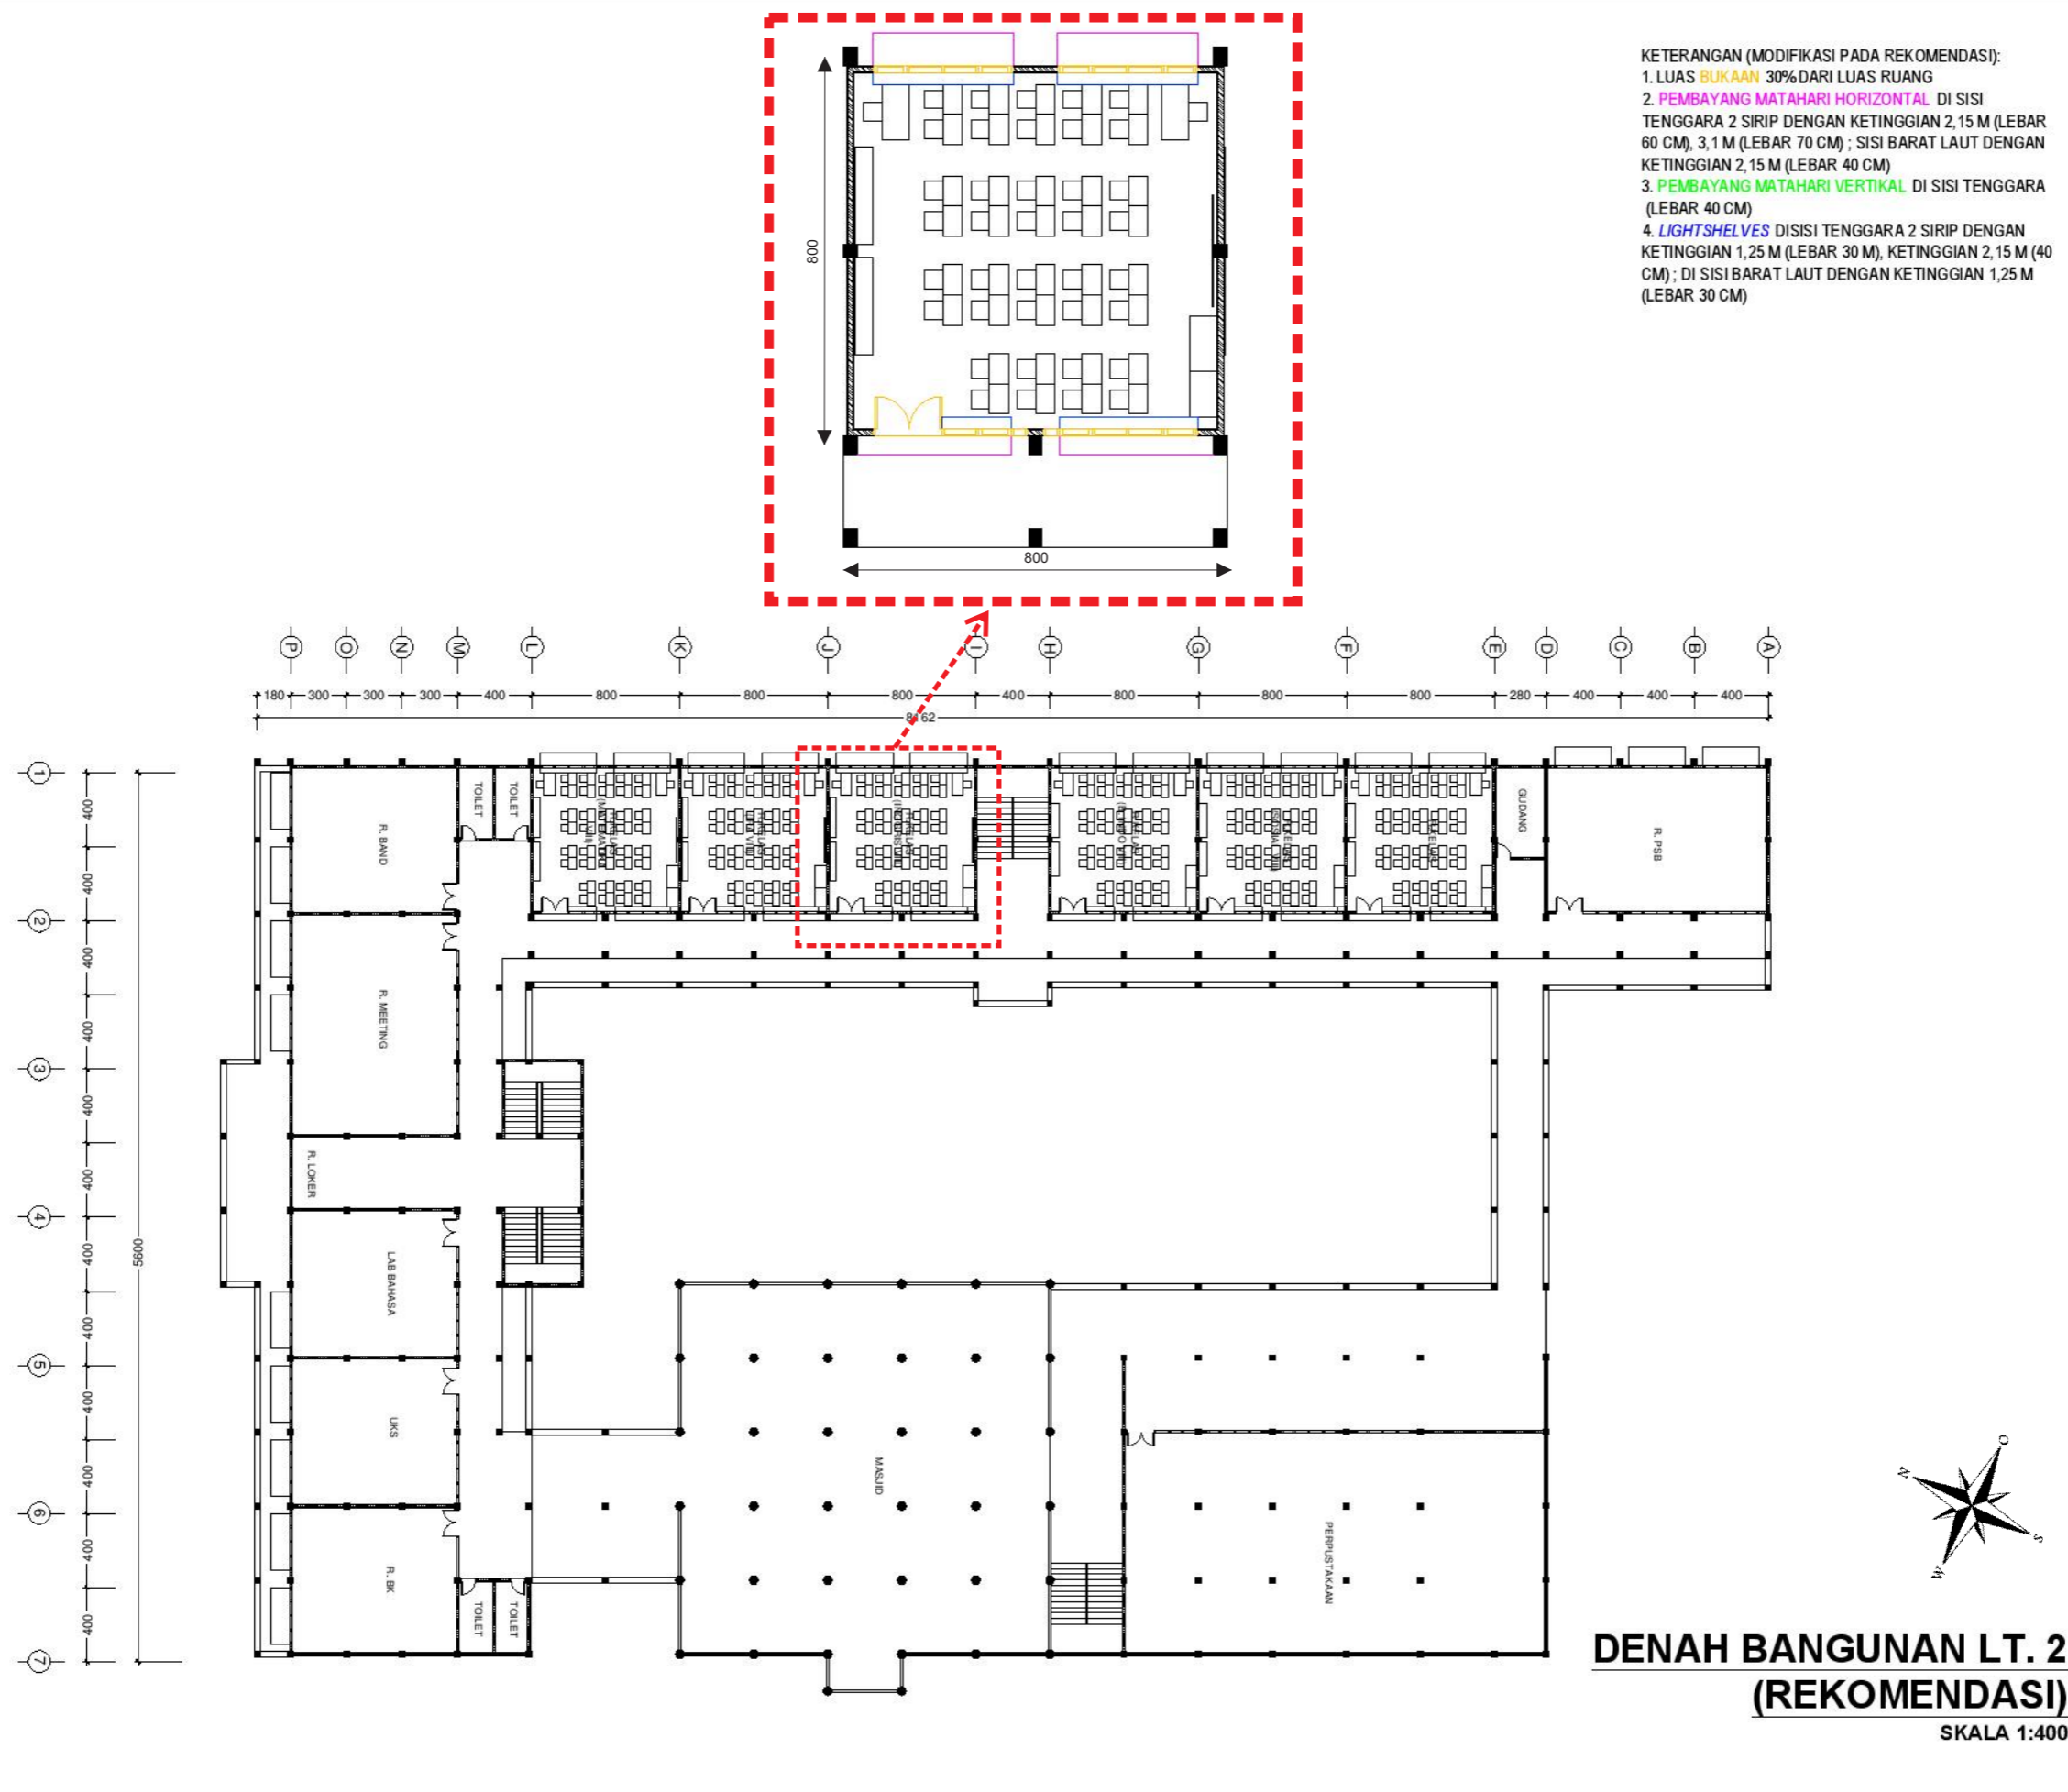 KETERANGAN (MODIFIKASI PADA REKOMENDASI):
1. LUAS BUKAAN 30% DARI LUAS RUANG
2. PEMBAYANG MATAHARI HORIZONTAL DI SISI
TENGGARA 2 SIRIP DENGAN KETINGGIAN 2,15 M (LEBAR
60 CM), 3,1 M (LEBAR 70 CM) ; SISI BARAT LAUT DENGAN
KETINGGIAN 2,15 M (LEBAR 40 CM)
3. PEMBAYANG MATAHARI VERTIKAL DI SISI TENGGARA
(LEBAR 40 CM)
4. LIGHTSHELVES DISISI TENGGARA 2 SIRIP DENGAN
KETINGGIAN 1,25 M (LEBAR 30 M), KETINGGIAN 2,15 M (40
CM) ; DI SISI BARAT LAUT DENGAN KETINGGIAN 1,25 M
(LEBAR 30 CM)
800
800
P O N M L K J I H G F E D C B A
180 300 300 300 400 800 800 800 400 800 800 800 280 400 400 400
8162
1
2
3
4
5
6
7
400
400
400
400
400
400
400
400
400
400
400
400
5600
R. BAND
TOILET
TOILET
GUDANG
R. PSB
R. MEETING
R. LOKER
LAB BAHASA
UKS
R. BK
TOILET
TOILET
MASJID
PERPUSTAKAAN
O
N
S
W
DENAH BANGUNAN LT. 2
(REKOMENDASI)
SKALA 1:400